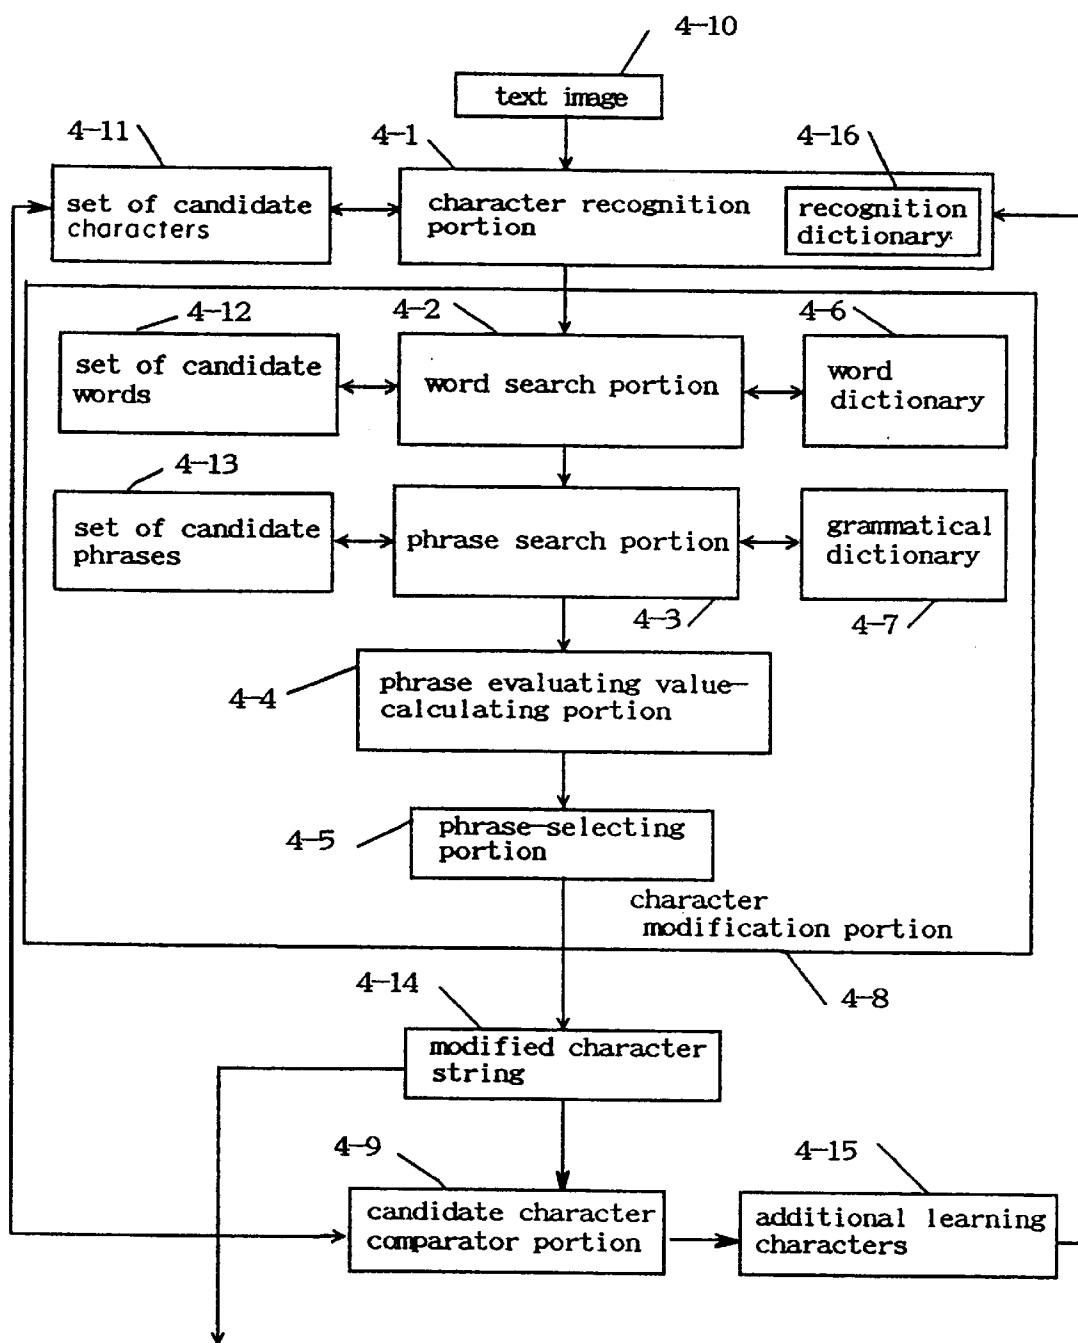 4-10
text image
4-11
4-1
4-16
set of candidate
characters
character recognition
portion
recognition
dictionary
4-12
4-2
4-6
set of candidate
words
word search portion
word
dictionary
4-13
set of candidate
phrases
phrase search portion
grammatical
dictionary
4-3
4-7
4-4
phrase evaluating value-
calculating portion
4-5
phrase-selecting
portion
character
modification portion
4-14
4-8
modified character
string
4-9
4-15
candidate character
comparator portion
additional learning
characters